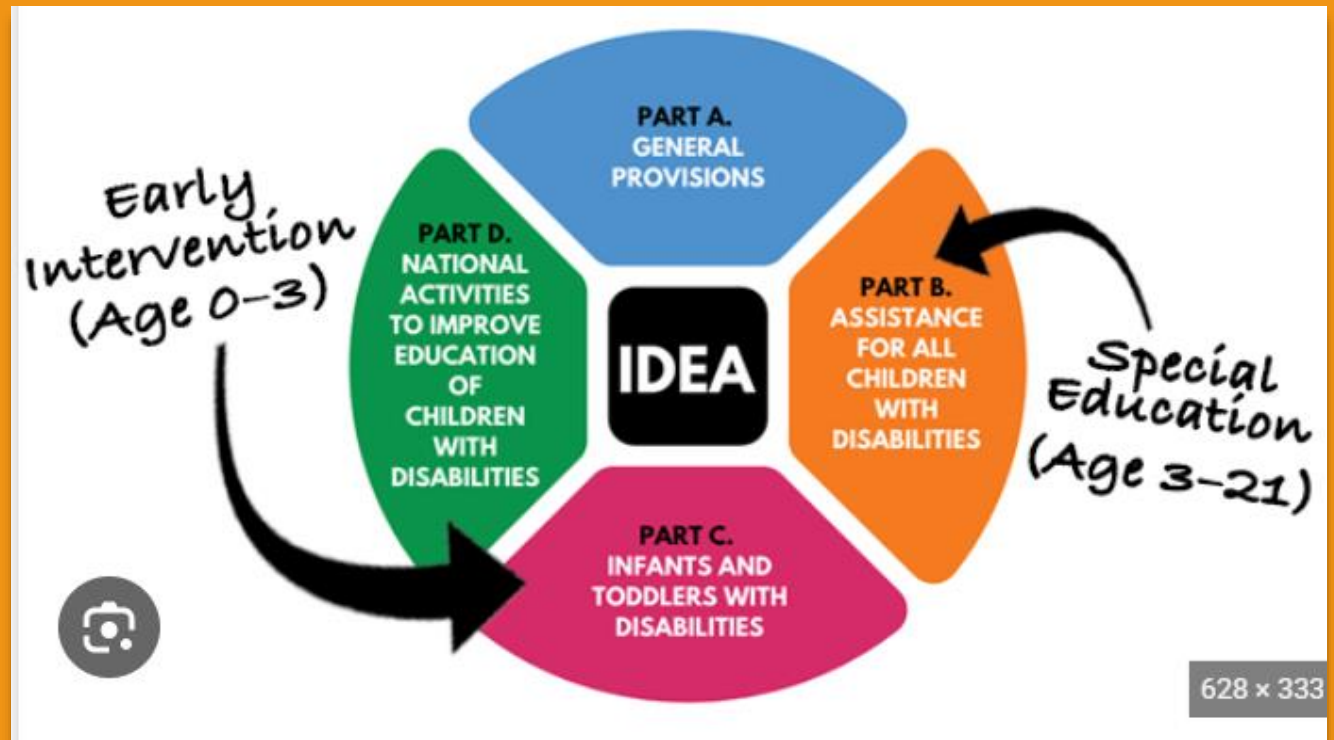 PART A.
GENERAL
PROVISIONS
Early
Intervention
(Age 0-3)
PART D.
NATIONAL
ACTIVITIES
TO IMPROVE
EDUCATION
OF
CHILDREN
WITH
DISABILITIES
IDEA
PART B.
ASSISTANCE
FOR ALL
CHILDREN
WITH
DISABILITIES
Special
Education
(Age 3-21)
PART C.
INFANTS AND
TODDLERS WITH
DISABILITIES
628 × 333